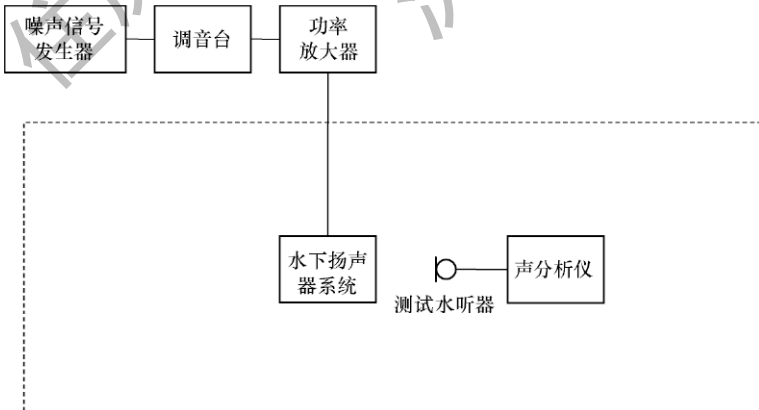 噪声信号
发生器
调音台
功率
放大器
水下扬声
器系统
声分析仪
测试水听器